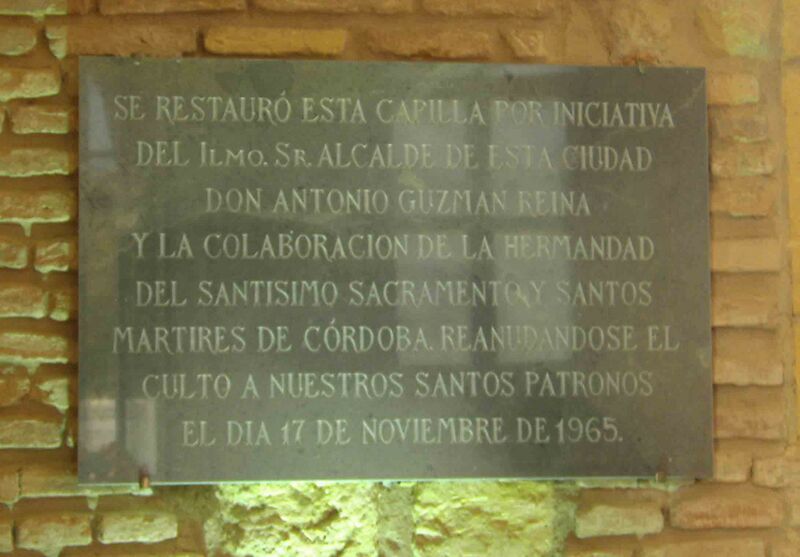 SE RESTAURÓ ESTA CAPILLA POR INICIATIVA
DEL ILMO. SR. ALCALDE DE ESTA CIUDAD
DON ANTONIO GUZMAN REINA
Y LA COLABORACION DE LA HERMANDAD
DEL SANTISIMO SACRAMENTO Y SANTOS
MARTIRES DE CÓRDOBA. REANUDANDOSE EL
CULTO A NUESTROS SANTOS PATRONOS
EL DIA 17 DE NOVIEMBRE DE 1965.